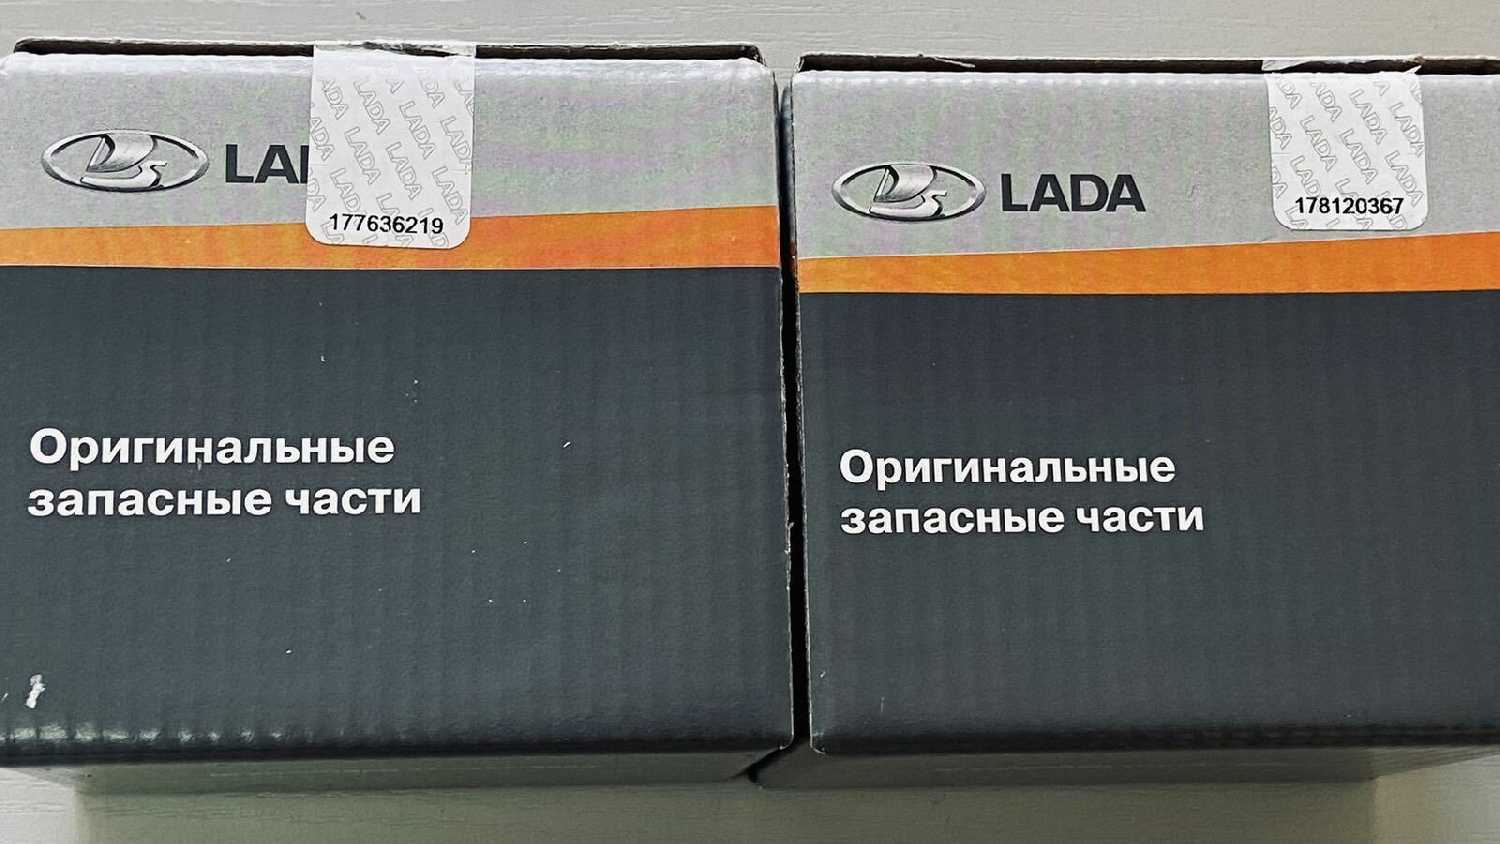 LA
177636219
Оригинальные
запасные части
LADA
178120367
Оригинальные
запасные части